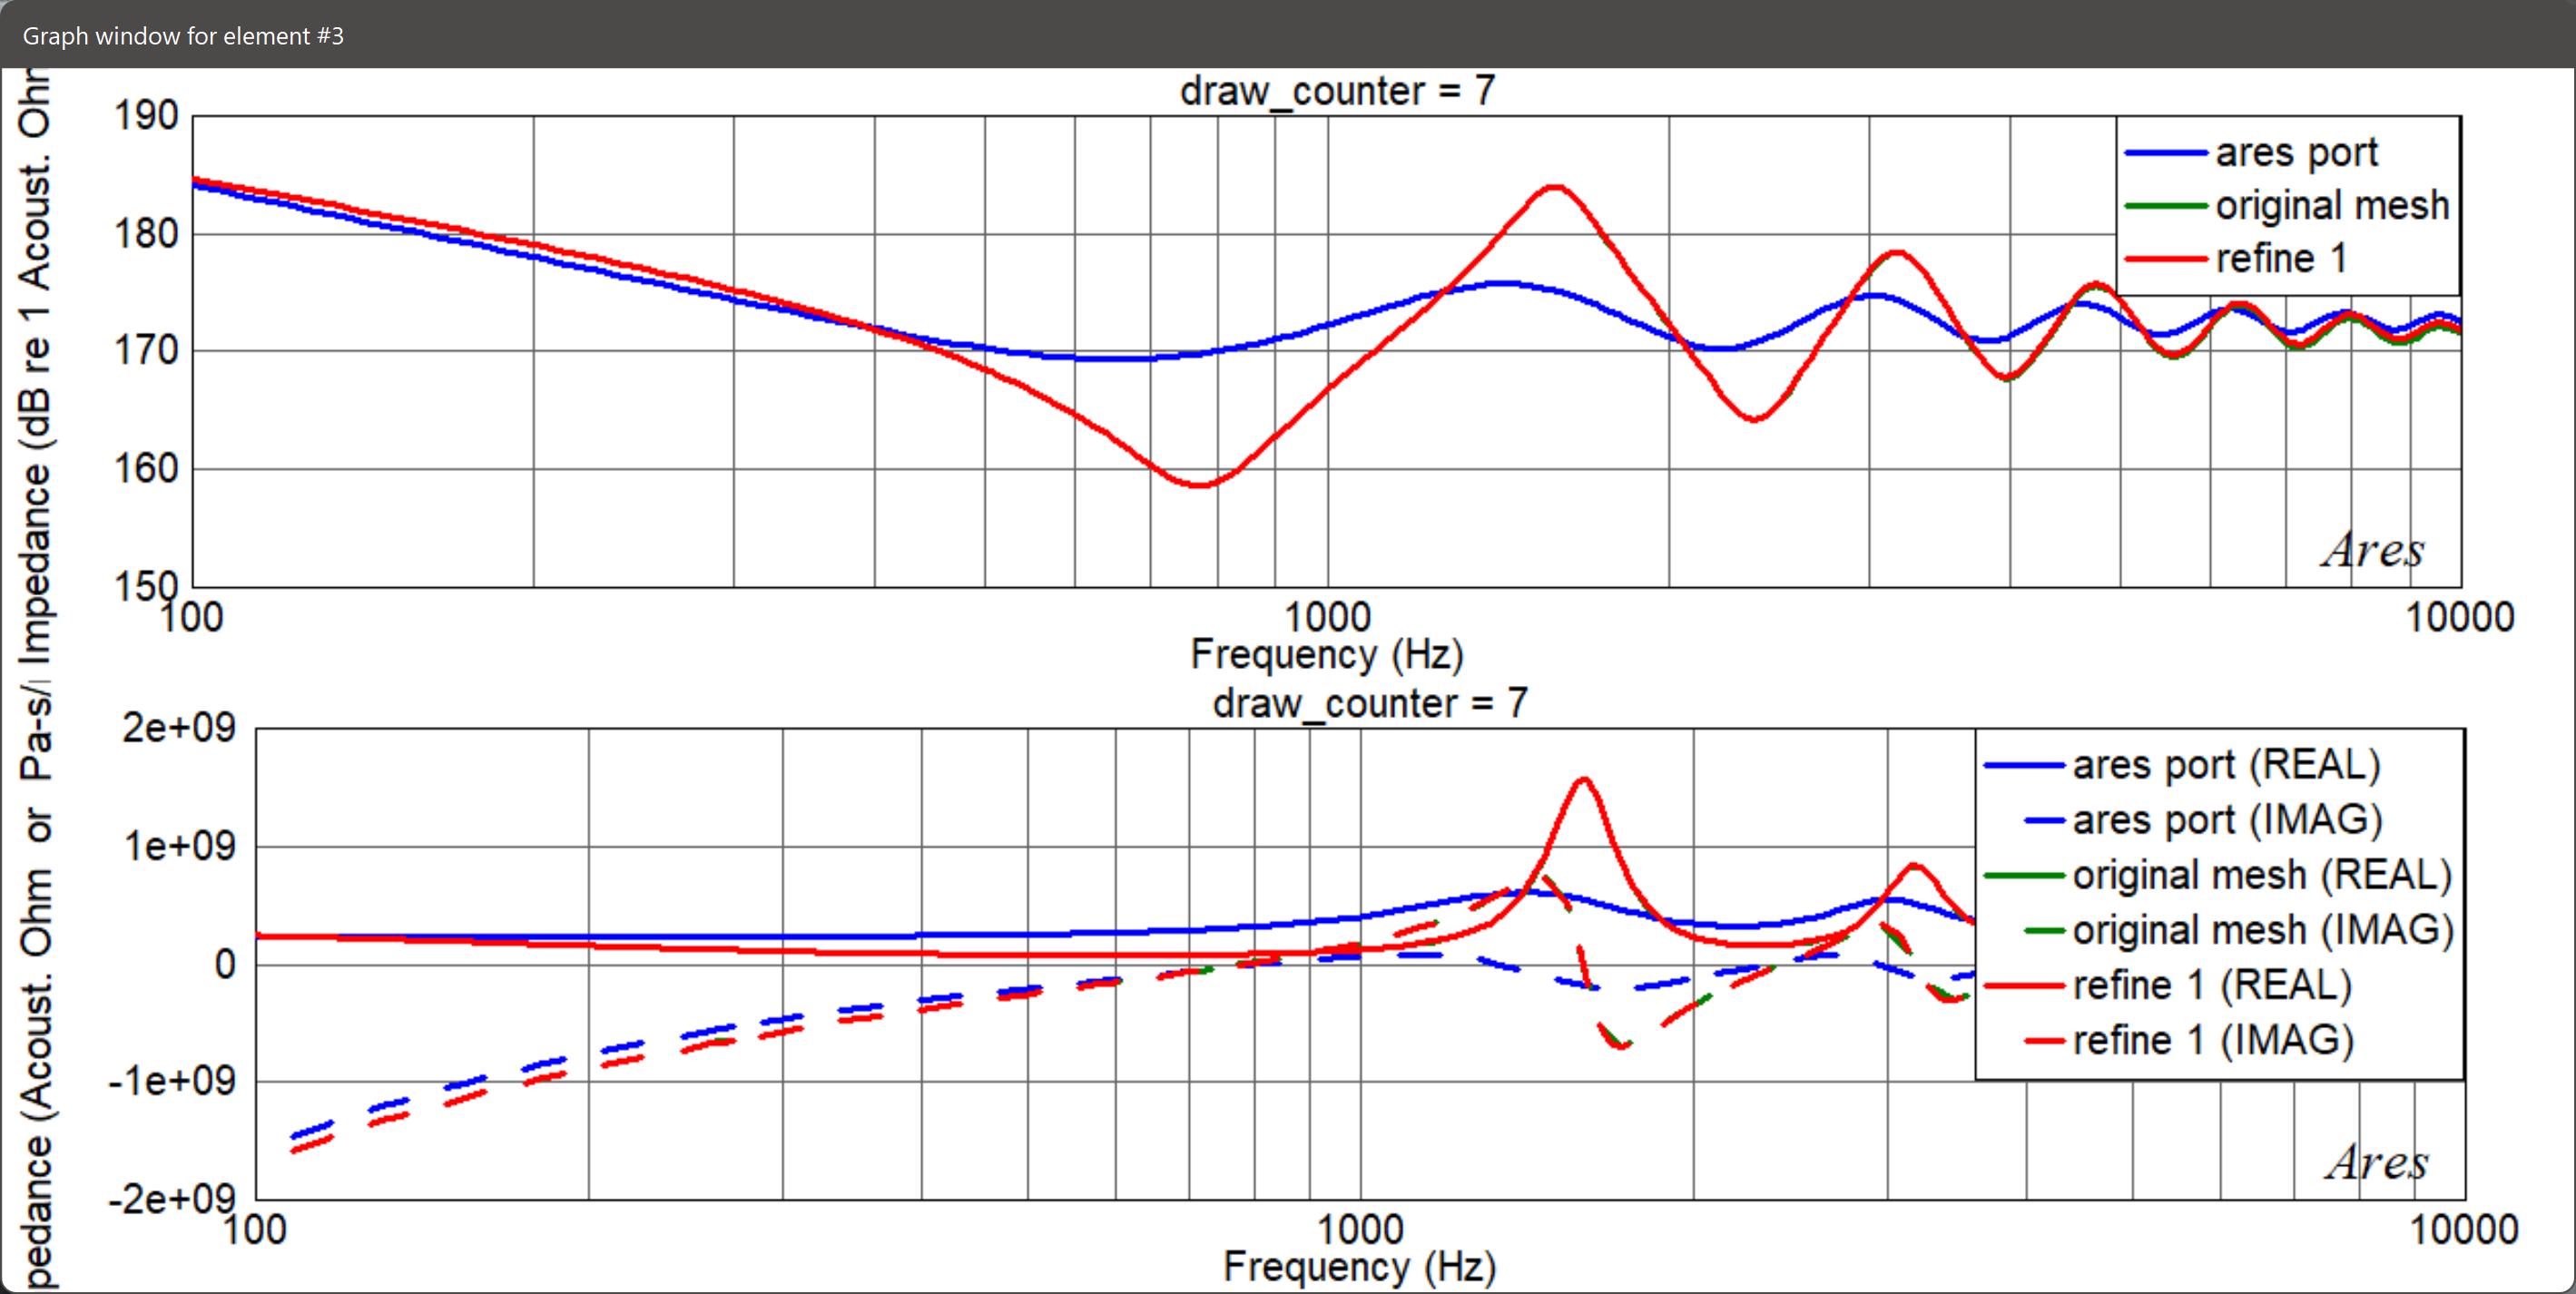 Graph window for element #3
draw_counter = 7
Impedance (dB re 1 Acoust. Ohm
190
180
170
160
150
ares port
original mesh
refine 1
Ares
100
1000
10000
Frequency (Hz)
draw_counter = 7
pedance (Acoust. Ohm or Pa-s/
2e+09
1e+09
0
-1e+09
-2e+09
ares port (REAL)
ares port (IMAG)
original mesh (REAL)
original mesh (IMAG)
refine 1 (REAL)
refine 1 (IMAG)
Ares
100
1000
10000
Frequency (Hz)